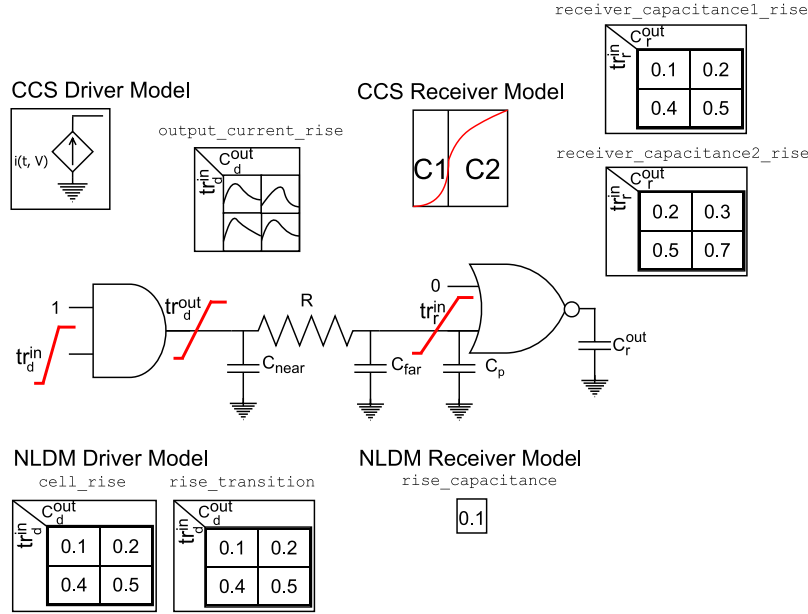 receiver_capacitance1_rise
C_r^out
tr_r^in
0.1 0.2
0.4 0.5
CCS Driver Model
i(t, V)
output_current_rise
C_d^out
tr_d^in
CCS Receiver Model
C1 C2
receiver_capacitance2_rise
C_r^out
tr_r^in
0.2 0.3
0.5 0.7
1
tr_d^in
tr_d^out
R
C_near
C_far
0
tr_r^in
C_p
C_r^out
NLDM Driver Model
cell_rise
C_d^out
tr_d^in
0.1 0.2
0.4 0.5
rise_transition
C_d^out
tr_d^in
0.1 0.2
0.4 0.5
NLDM Receiver Model
rise_capacitance
0.1